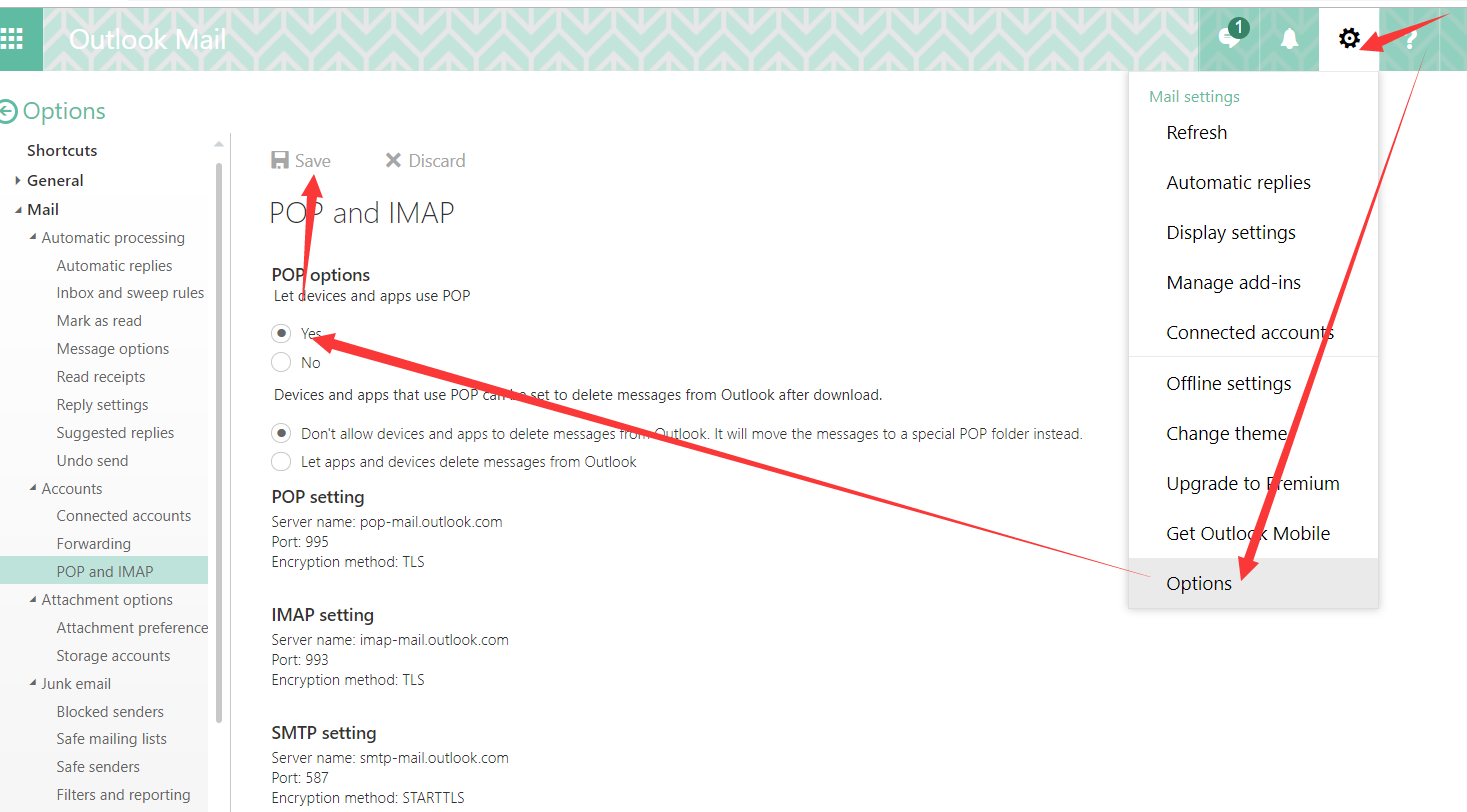 Outlook Mail
1
?
Options
Shortcuts
General
Mail
Automatic processing
Automatic replies
Inbox and sweep rules
Mark as read
Message options
Read receipts
Reply settings
Suggested replies
Undo send
Accounts
Connected accounts
Forwarding
POP and IMAP
Attachment options
Attachment preference
Storage accounts
Junk email
Blocked senders
Safe mailing lists
Safe senders
Filters and reporting
Save
Discard
POP and IMAP
POP options
Let devices and apps use POP
Yes
No
Devices and apps that use POP can be set to delete messages from Outlook after download.
Don't allow devices and apps to delete messages from Outlook. It will move the messages to a special POP folder instead.
Let apps and devices delete messages from Outlook
POP setting
Server name: pop-mail.outlook.com
Port: 995
Encryption method: TLS
IMAP setting
Server name: imap-mail.outlook.com
Port: 993
Encryption method: TLS
SMTP setting
Server name: smtp-mail.outlook.com
Port: 587
Encryption method: STARTTLS
Mail settings
Refresh
Automatic replies
Display settings
Manage add-ins
Connected accounts
Offline settings
Change theme
Upgrade to Premium
Get Outlook Mobile
Options